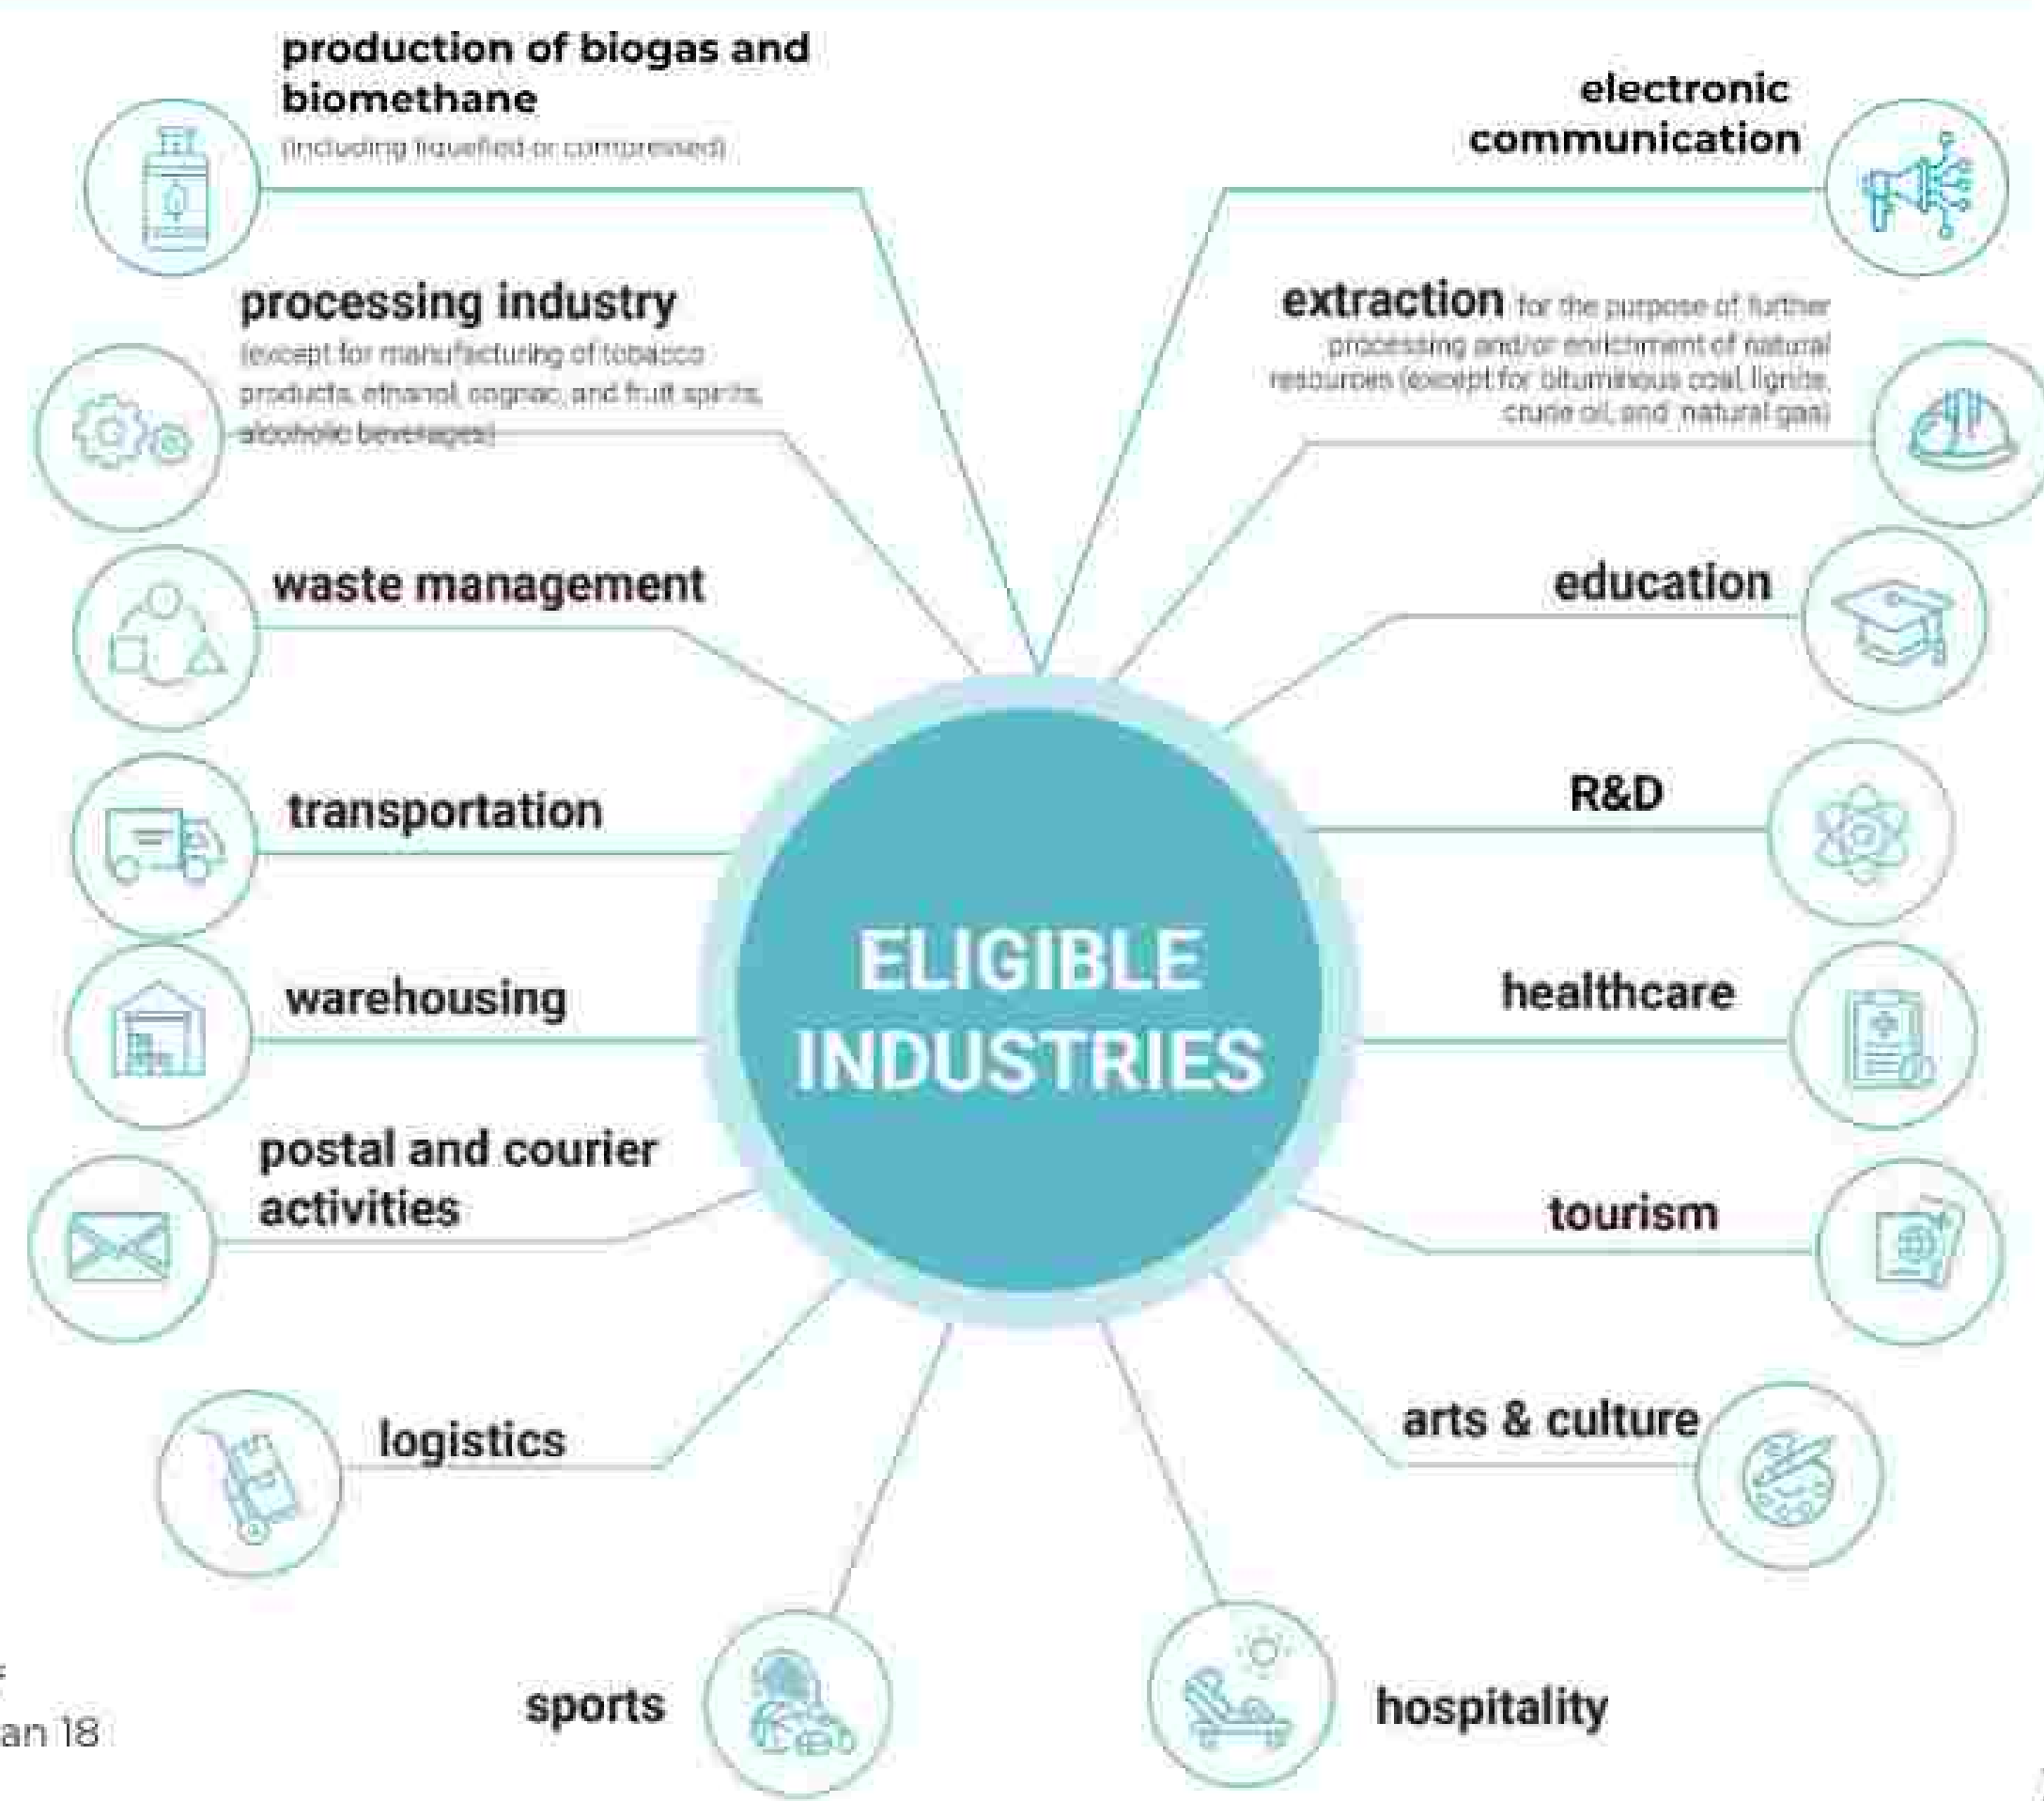 production of biogas and
biomethane
(including liquefied or compressed)
processing industry
(except for manufacturing of tobacco
products, ethanol, cognac, and fruit spirits,
alcoholic beverages)
waste management
transportation
warehousing
postal and courier
activities
logistics
sports
an 18
ELIGIBLE
INDUSTRIES
electronic
communication
extraction for the purpose of further
processing and/or enrichment of natural
resources (except for bituminous coal, lignite,
crude oil, and natural gas)
education
R&D
healthcare
tourism
arts & culture
hospitality